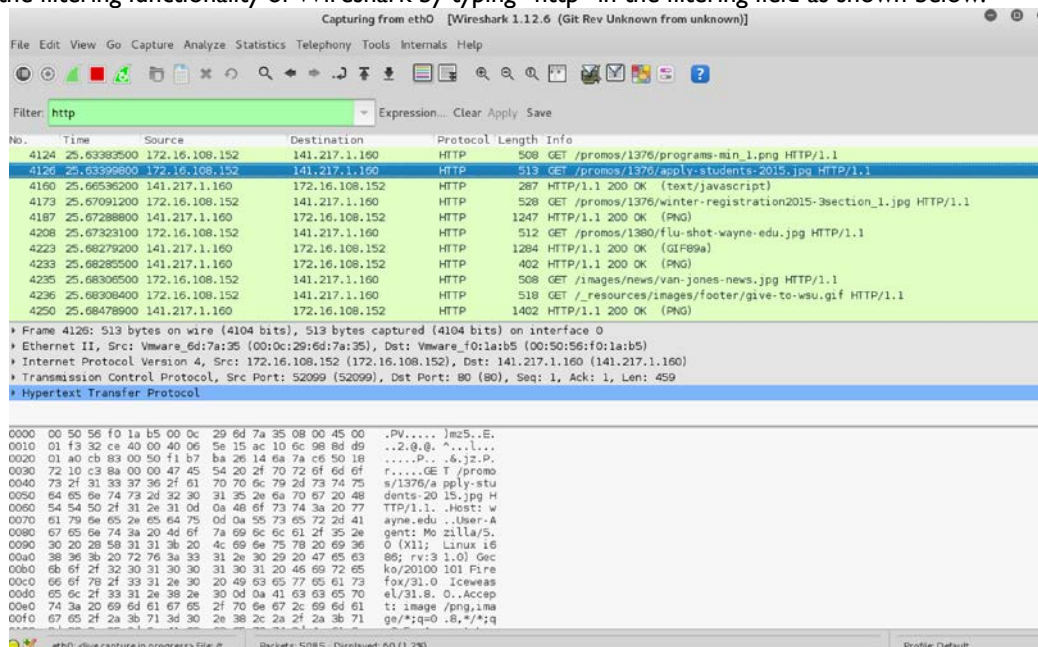 the filtering functionality of Wireshark by typing "http" in the filtering field as shown below.
Capturing from eth0 [Wireshark 1.12.6 (Git Rev Unknown from unknown)]
File Edit View Go Capture Analyze Statistics Telephony Tools Internals Help
Filter: http Expression... Clear Apply Save
No. Time Source Destination Protocol Length Info
4124 25.63383500 172.16.108.152 141.217.1.160 HTTP 508 GET /promos/1376/programs-min_1.png HTTP/1.1
4126 25.63399800 172.16.108.152 141.217.1.160 HTTP 513 GET /promos/1376/apply-students-2015.jpg HTTP/1.1
4160 25.66536200 141.217.1.160 172.16.108.152 HTTP 287 HTTP/1.1 200 OK (text/javascript)
4173 25.67091200 172.16.108.152 141.217.1.160 HTTP 528 GET /promos/1376/winter-registration2015-3section_1.jpg HTTP/1.1
4187 25.67288800 141.217.1.160 172.16.108.152 HTTP 1247 HTTP/1.1 200 OK (PNG)
4208 25.67323100 172.16.108.152 141.217.1.160 HTTP 512 GET /promos/1380/flu-shot-wayne-edu.jpg HTTP/1.1
4223 25.68279200 141.217.1.160 172.16.108.152 HTTP 1284 HTTP/1.1 200 OK (GIF89a)
4233 25.68285500 141.217.1.160 172.16.108.152 HTTP 402 HTTP/1.1 200 OK (PNG)
4235 25.68306500 172.16.108.152 141.217.1.160 HTTP 508 GET /images/news/van-jones-news.jpg HTTP/1.1
4236 25.68308400 172.16.108.152 141.217.1.160 HTTP 518 GET /_resources/images/footer/give-to-wsu.gif HTTP/1.1
4250 25.68478900 141.217.1.160 172.16.108.152 HTTP 1402 HTTP/1.1 200 OK (PNG)
Frame 4126: 513 bytes on wire (4104 bits), 513 bytes captured (4104 bits) on interface 0
Ethernet II, Src: Vmware_6d:7a:35 (00:0c:29:6d:7a:35), Dst: Vmware_f0:1a:b5 (00:50:56:f0:1a:b5)
Internet Protocol Version 4, Src: 172.16.108.152 (172.16.108.152), Dst: 141.217.1.160 (141.217.1.160)
Transmission Control Protocol, Src Port: 52099 (52099), Dst Port: 80 (80), Seq: 1, Ack: 1, Len: 459
Hypertext Transfer Protocol
0000 00 50 56 f0 1a b5 00 0c 29 6d 7a 35 08 00 45 00 .PV..... )mz5..E.
0010 01 f3 32 ce 40 00 40 06 5e 15 ac 10 6c 98 8d d9 ..2.@.@. ^...l...
0020 01 a0 cb 83 00 50 f1 b7 ba 26 14 6a 7a c6 50 18 .....P.. .&.jz.P.
0030 72 10 c3 8a 00 00 47 45 54 20 2f 70 72 6f 6d 6f r.....GE T /promo
0040 73 2f 31 33 37 36 2f 61 70 70 6c 79 2d 73 74 75 s/1376/a pply-stu
0050 64 65 6e 74 73 2d 32 30 31 35 2e 6a 70 67 20 48 dents-20 15.jpg H
0060 54 54 50 2f 31 2e 31 0d 0a 48 6f 73 74 3a 20 77 TTP/1.1. .Host: w
0070 61 79 6e 65 2e 65 64 75 0d 0a 55 73 65 72 2d 41 ayne.edu ..User-A
0080 67 65 6e 74 3a 20 4d 6f 7a 69 6c 6c 61 2f 35 2e gent: Mo zilla/5.
0090 30 20 28 58 31 31 3b 20 4c 69 6e 75 78 20 69 36 0 (X11; Linux i6
00a0 38 36 3b 20 72 76 3a 33 31 2e 30 29 20 47 65 63 86; rv:3 1.0) Gec
00b0 6b 6f 2f 32 30 31 30 30 31 30 31 20 46 69 72 65 ko/20100 101 Fire
00c0 66 6f 78 2f 33 31 2e 30 20 49 63 65 77 65 61 73 fox/31.0 Iceweas
00d0 65 6c 2f 33 31 2e 38 2e 30 0d 0a 41 63 63 65 70 el/31.8. 0..Accep
00e0 74 3a 20 69 6d 61 67 65 2f 70 6e 67 2c 69 6d 61 t: image /png,ima
00f0 67 65 2f 2a 3b 71 3d 30 2e 38 2c 2a 2f 2a 3b 71 ge/*;q=0 .8,*/*;q
eth0: <live capture in progress> File: Packets: 5085 · Displayed: 60 (1.2%) Profile: Default